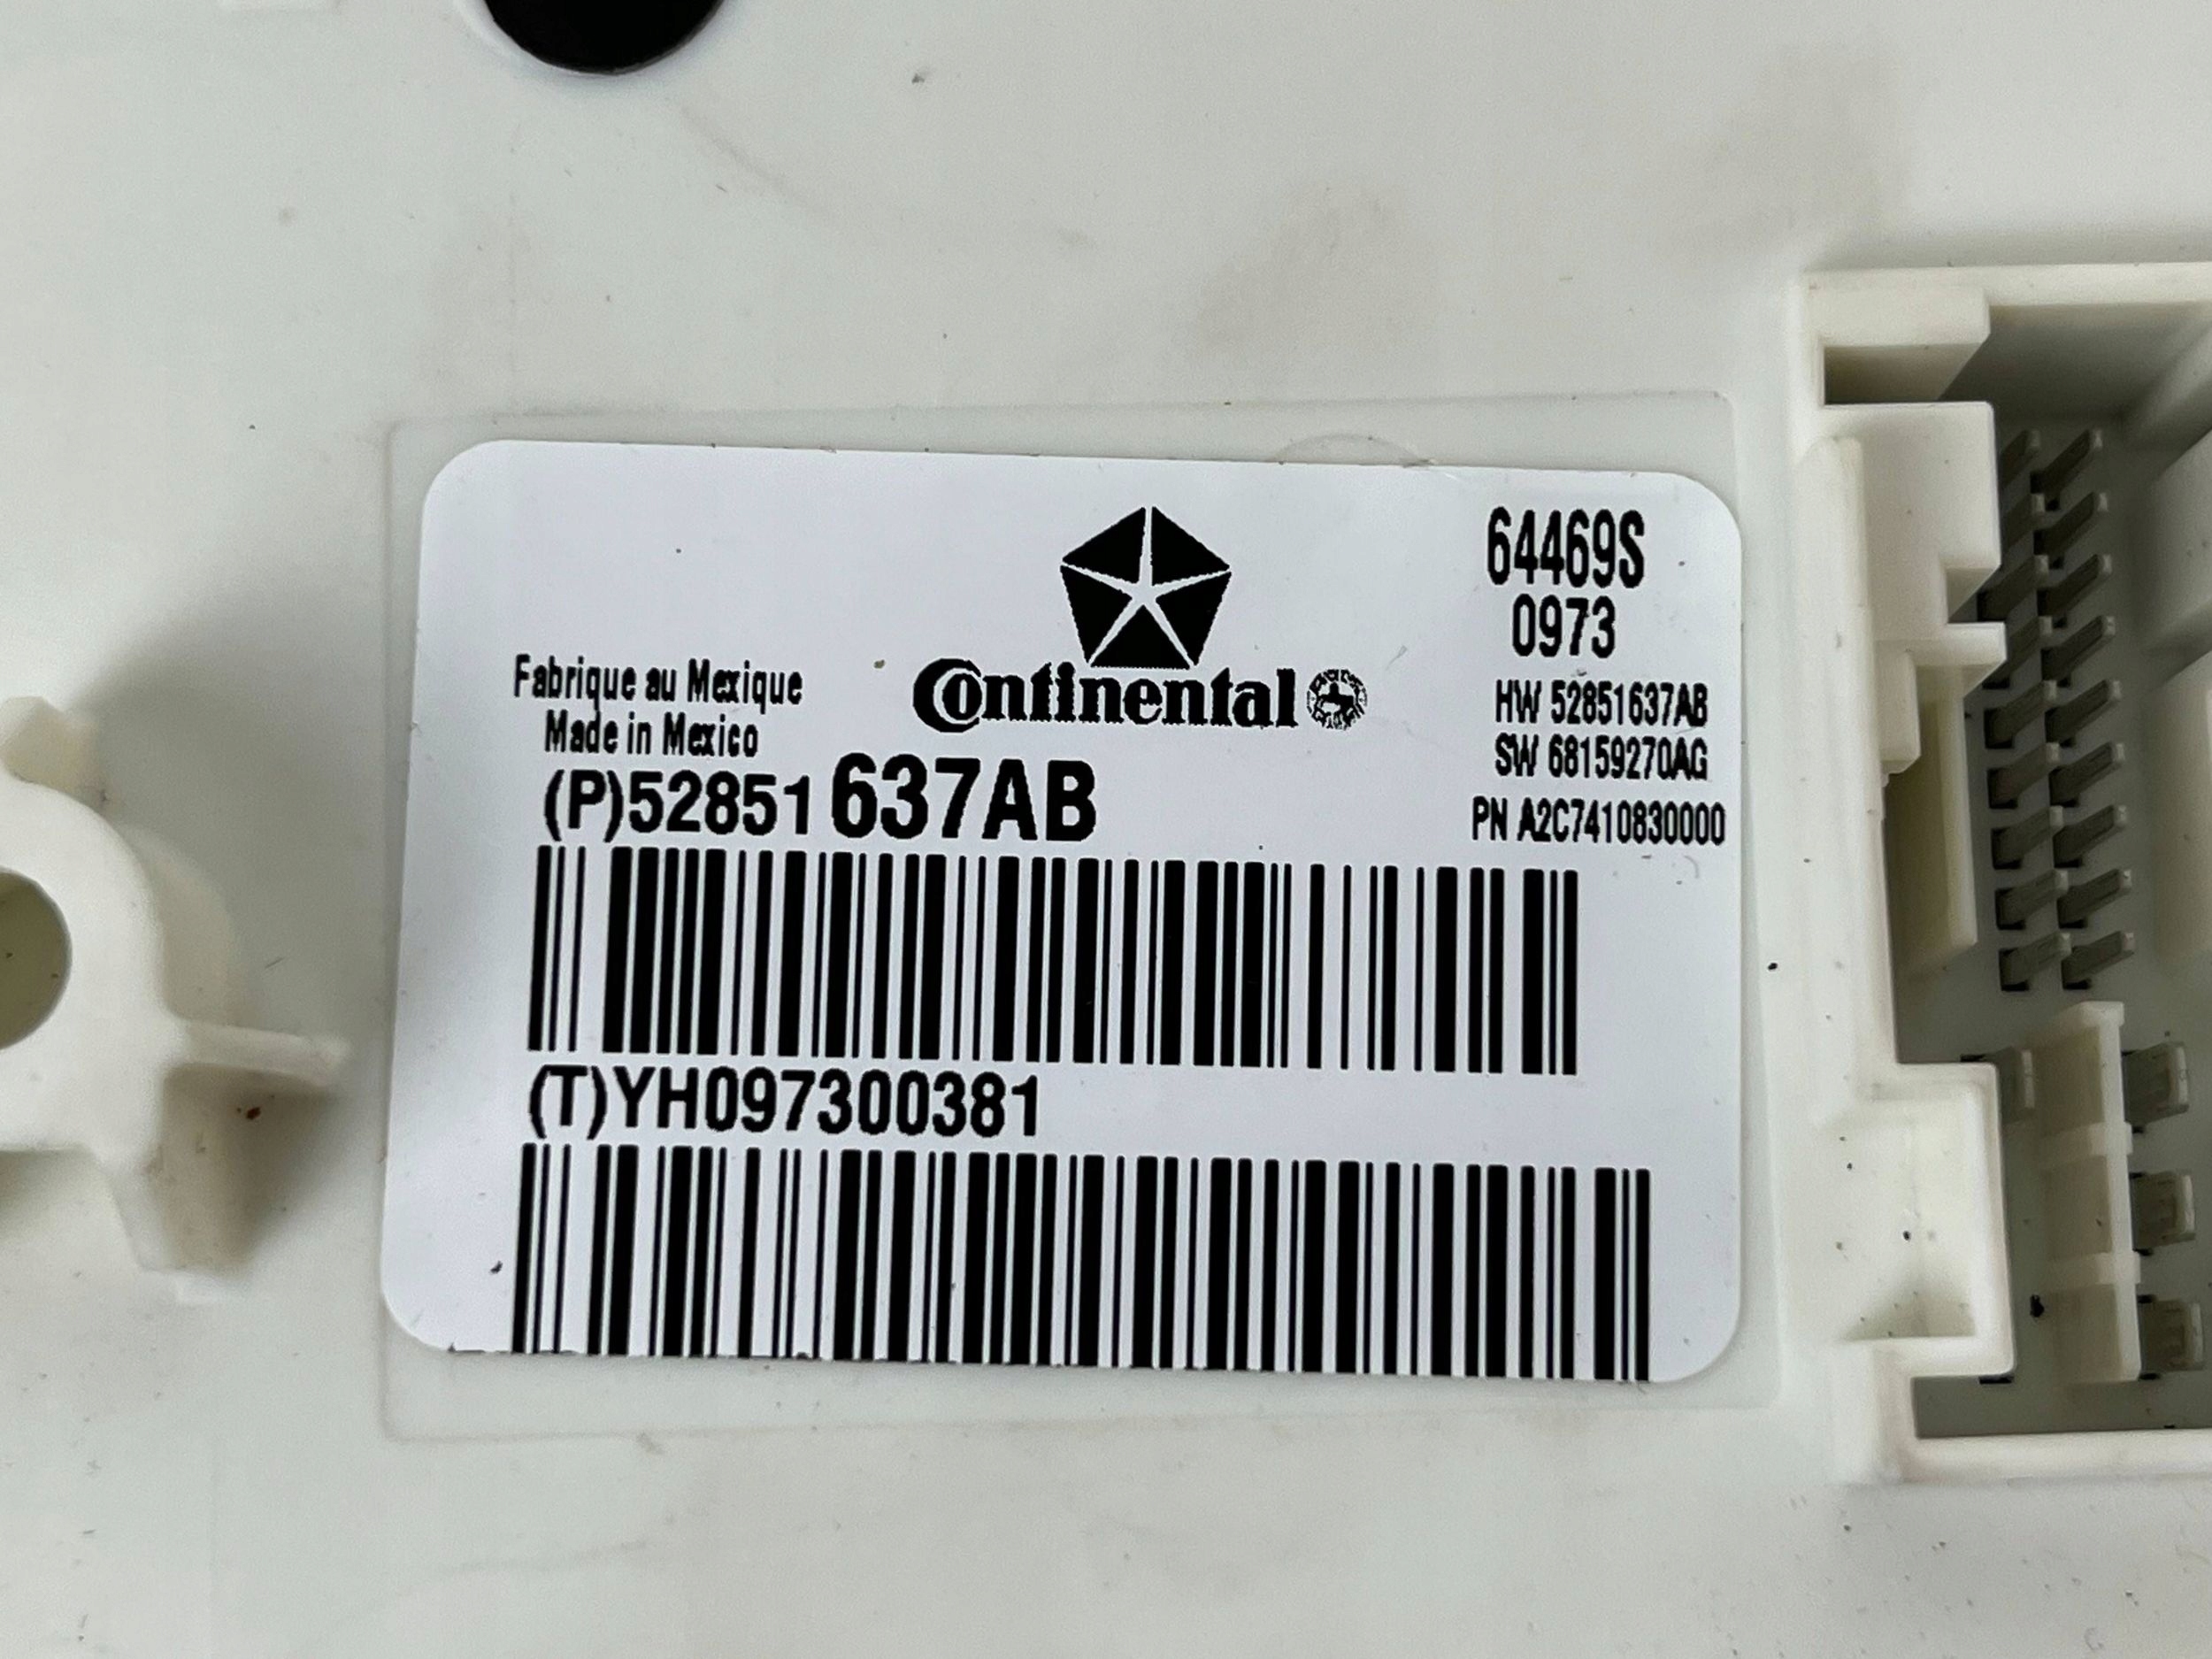 64469S
0973
Fabrique au Mexique
Made in Mexico
Continental
HW 52851637AB
SW 68159270AG
PN A2C7410830000
(P)52851637AB
(T)YH097300381